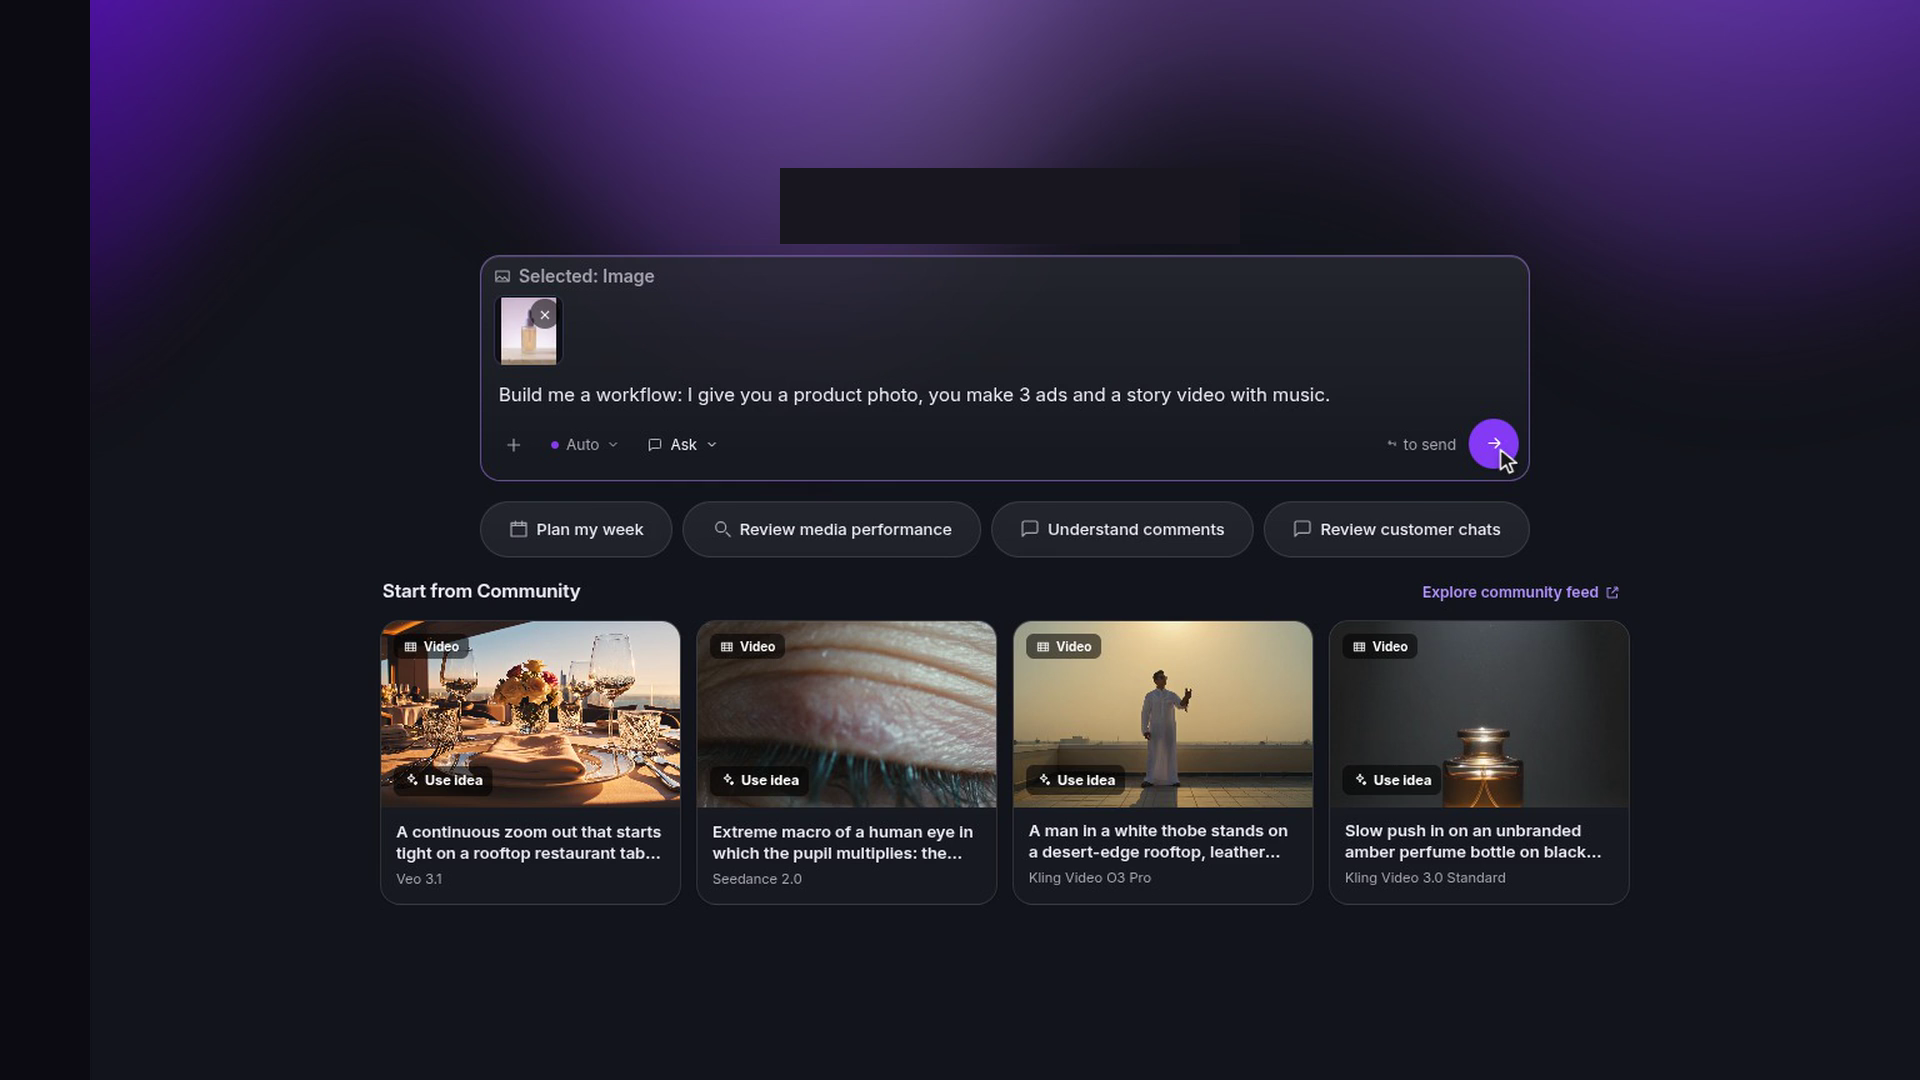 Selected: Image
Build me a workflow: I give you a product photo, you make 3 ads and a story video with music.
Auto
Ask
to send
Plan my week
Review media performance
Understand comments
Review customer chats
Start from Community
Explore community feed
Video
Use idea
A continuous zoom out that starts
tight on a rooftop restaurant tab...
Veo 3.1
Video
Use idea
Extreme macro of a human eye in
which the pupil multiplies: the...
Seedance 2.0
Video
Use idea
A man in a white thobe stands on
a desert-edge rooftop, leather...
Kling Video O3 Pro
Video
Use idea
Slow push in on an unbranded
amber perfume bottle on black...
Kling Video 3.0 Standard